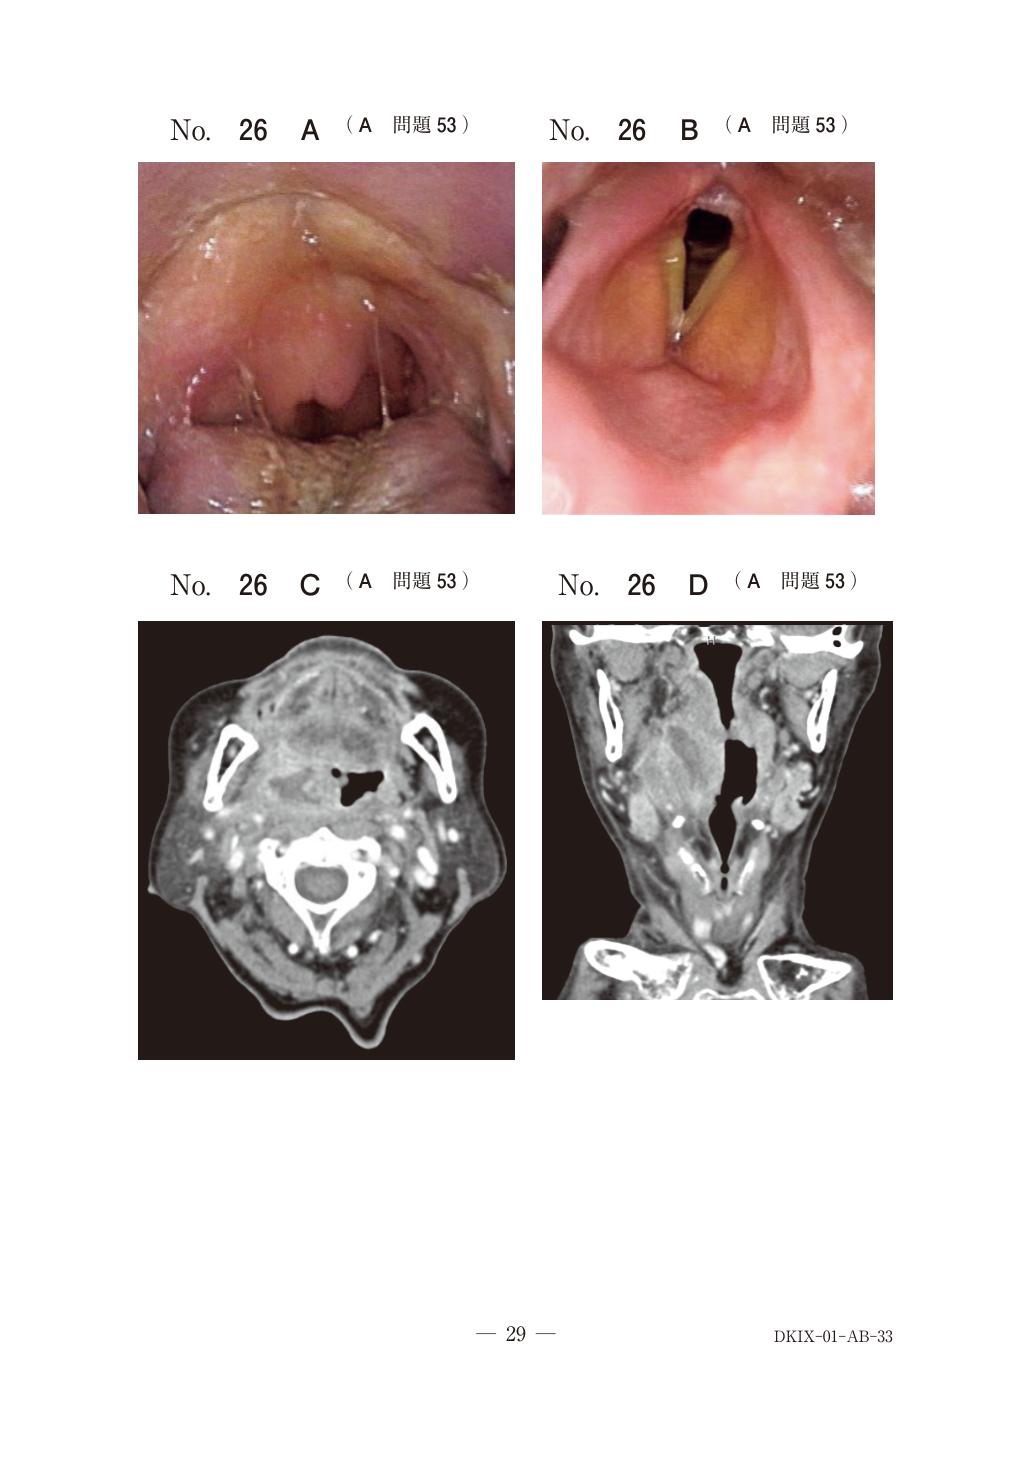 No. 26 A （A 問題 53）
No. 26 B （A 問題 53）
No. 26 C （A 問題 53）
No. 26 D （A 問題 53）
H
— 29 —
DKIX-01-AB-33